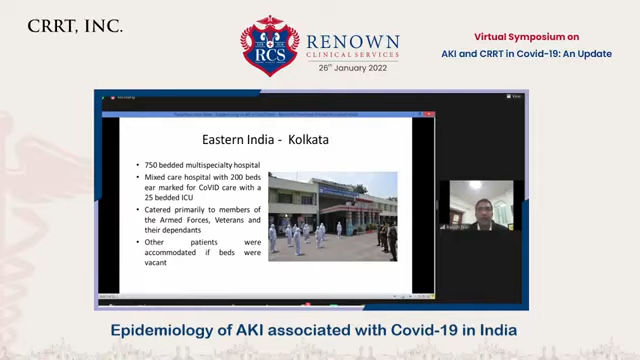 CRRT, INC.
RCS
RENOWN
CLINICAL SERVICES
26th January 2022
Virtual Symposium on
AKI and CRRT in Covid-19: An Update
View
Eastern India - Kolkata
• 750 bedded multispecialty hospital
• Mixed care hospital with 200 beds
ear marked for CoVID care with a
25 bedded ICU
• Catered primarily to members of
the Armed Forces, Veterans and
their dependants
• Other patients were
accommodated if beds were
vacant
Epidemiology of AKI associated with Covid-19 in India